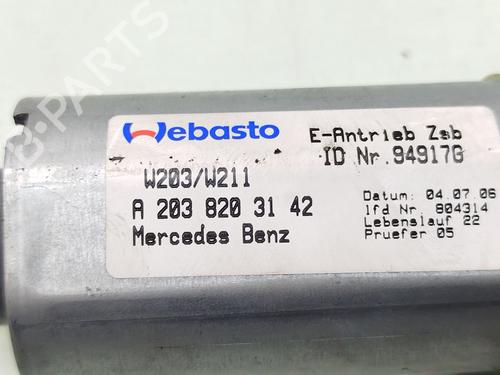 Webasto
E-Antrieb Zsb
ID Nr.94917G
W203/W211
A 203 820 31 42
Mercedes Benz
Datum: 04.07.06
lfd Nr. 804314
Lebenslauf 22
Pruefer 05
B-PARTS